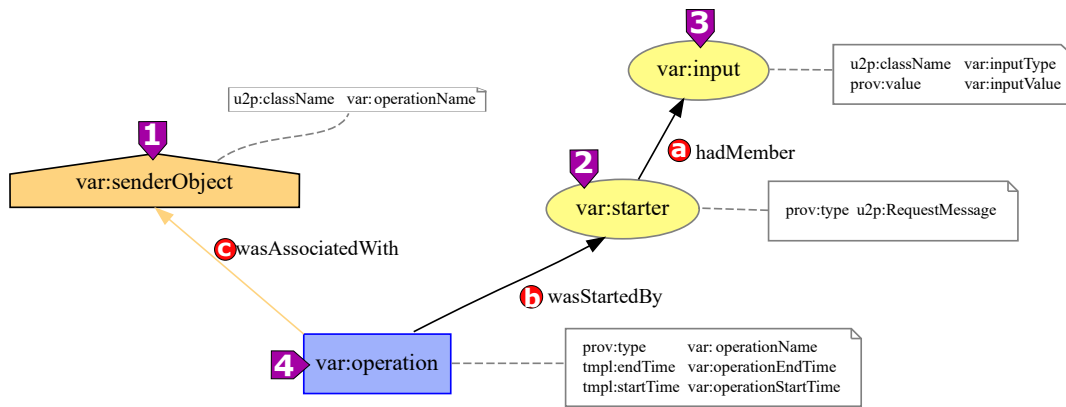 3
var:input
u2p:className var:inputType
prov:value var:inputValue
u2p:className var:operationName
1
var:senderObject
a hadMember
2
var:starter
prov:type u2p:RequestMessage
c wasAssociatedWith
b wasStartedBy
4
var:operation
prov:type var: operationName
tmpl:endTime var:operationEndTime
tmpl:startTime var:operationStartTime